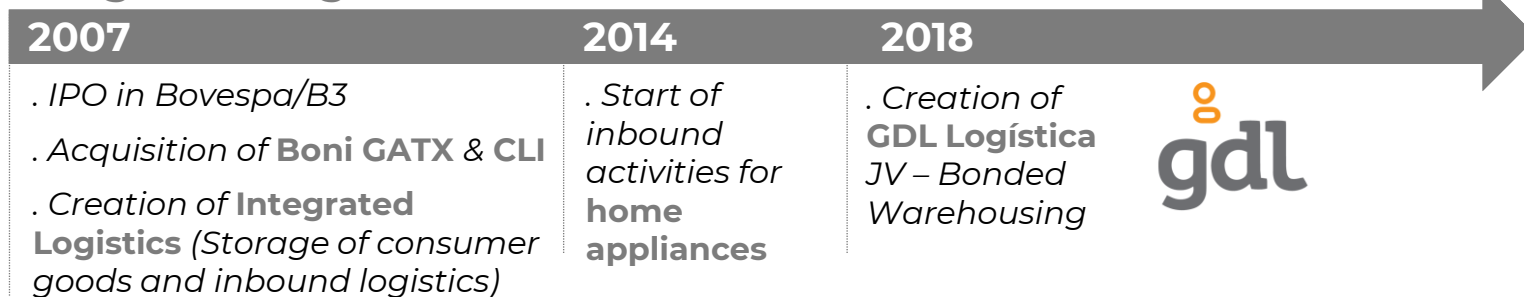 2007
. IPO in Bovespa/B3
. Acquisition of Boni GATX & CLI
. Creation of Integrated
Logistics (Storage of consumer
goods and inbound logistics)
2014
. Start of
inbound
activities for
home
appliances
2018
. Creation of
GDL Logística
JV – Bonded
Warehousing
gdl